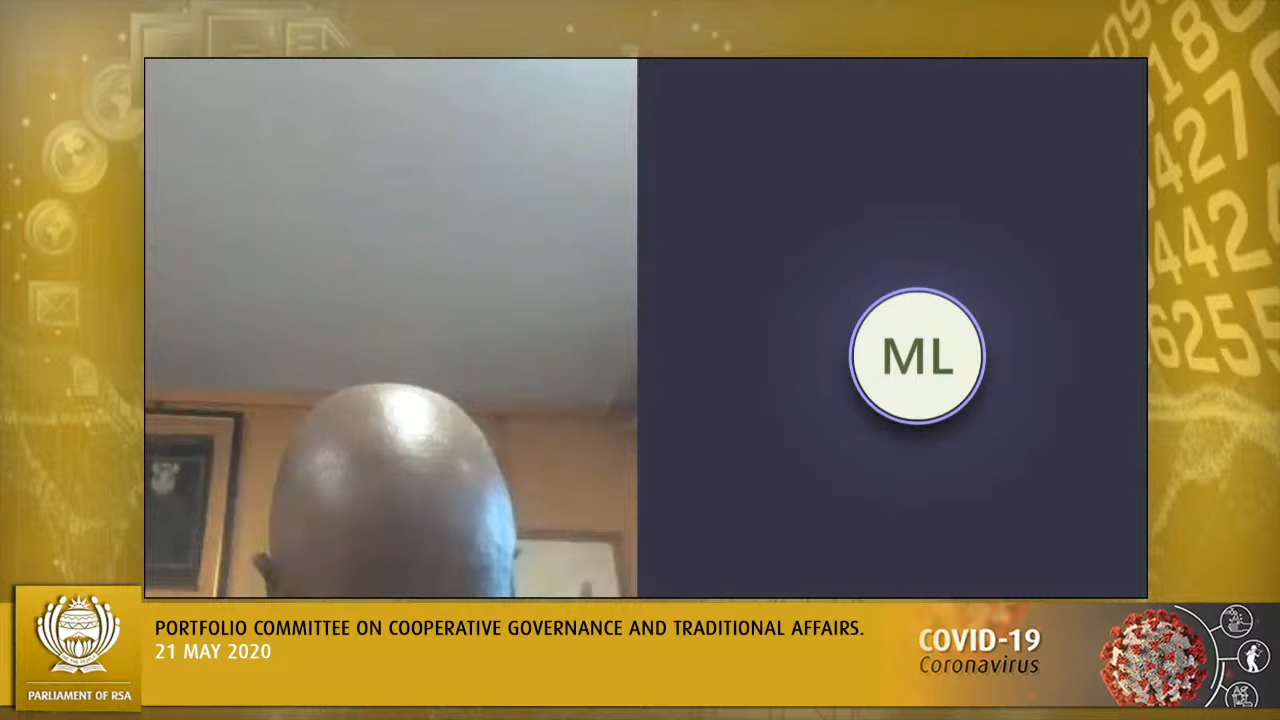 ML
PORTFOLIO COMMITTEE ON COOPERATIVE GOVERNANCE AND TRADITIONAL AFFAIRS.
21 MAY 2020
COVID-19
Coronavirus
PARLIAMENT OF RSA